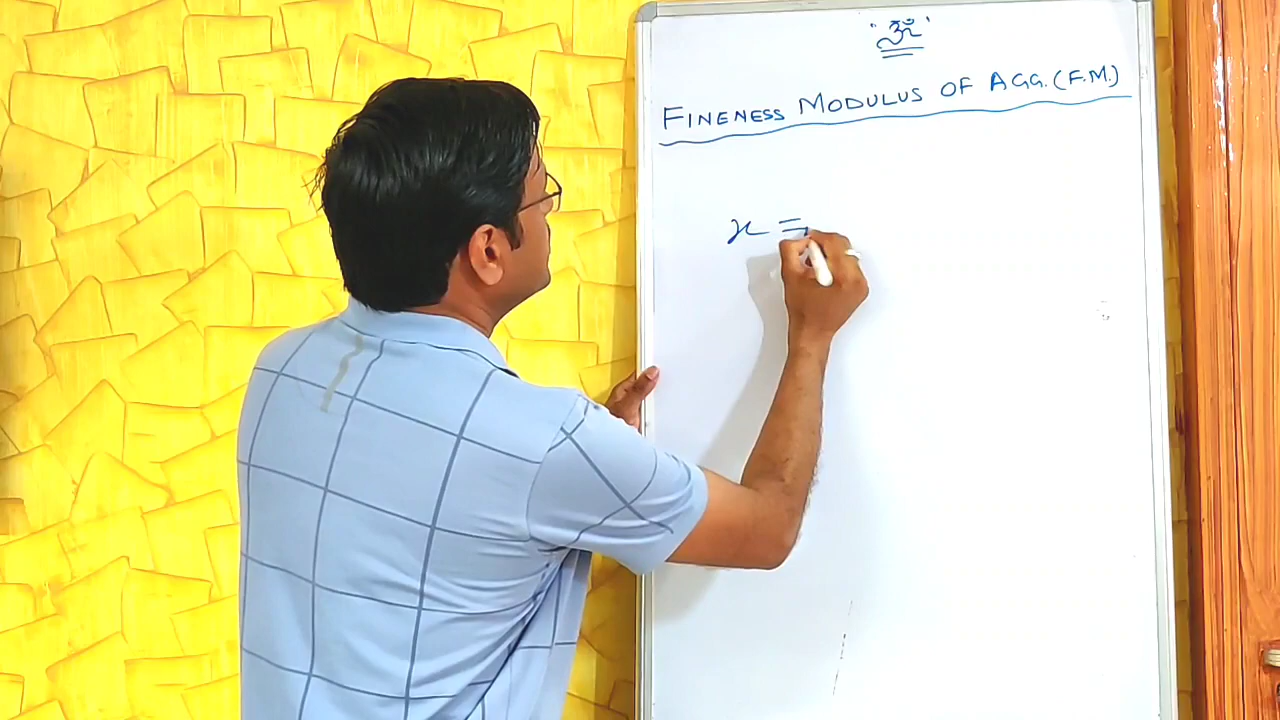 " ॐ "
FINENESS MODULUS OF AGG. (F.M.)
x =